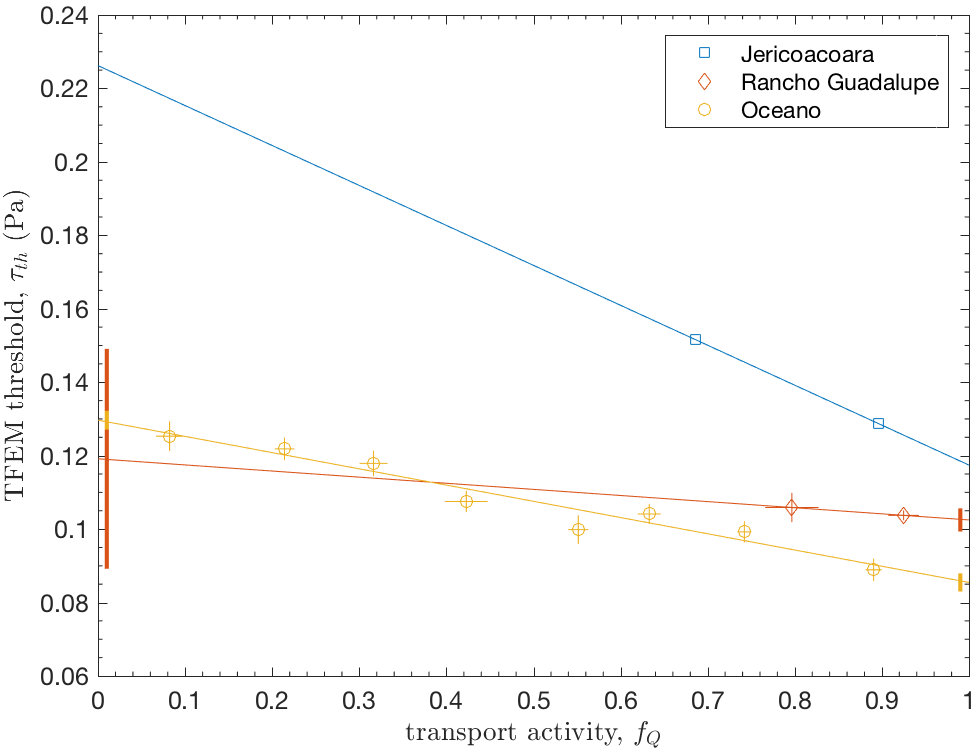 TFEM threshold, τ_th (Pa)
0.24
0.22
0.2
0.18
0.16
0.14
0.12
0.1
0.08
0.06
Jericoacoara
Rancho Guadalupe
Oceano
0 0.1 0.2 0.3 0.4 0.5 0.6 0.7 0.8 0.9 1
transport activity, f_Q